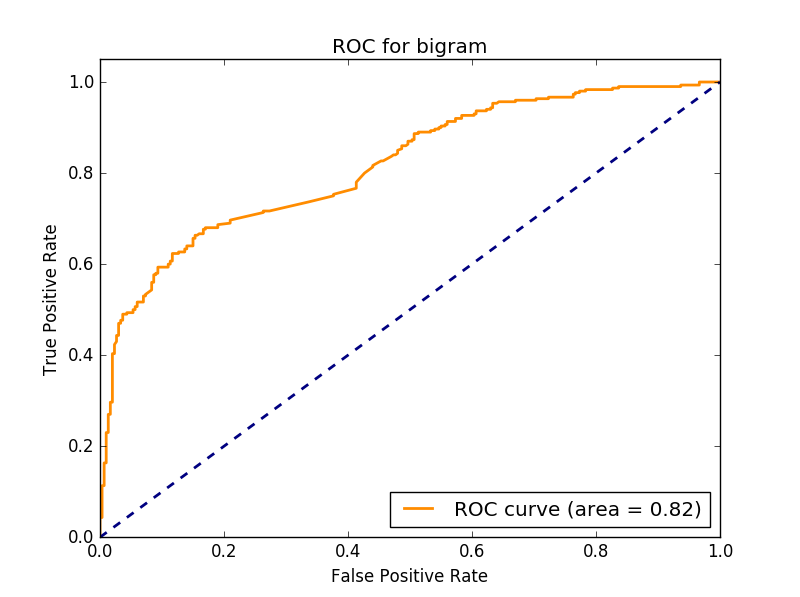 ROC for bigram
1.0
0.8
0.6
0.4
0.2
0.0
True Positive Rate
ROC curve (area = 0.82)
0.0 0.2 0.4 0.6 0.8 1.0
False Positive Rate